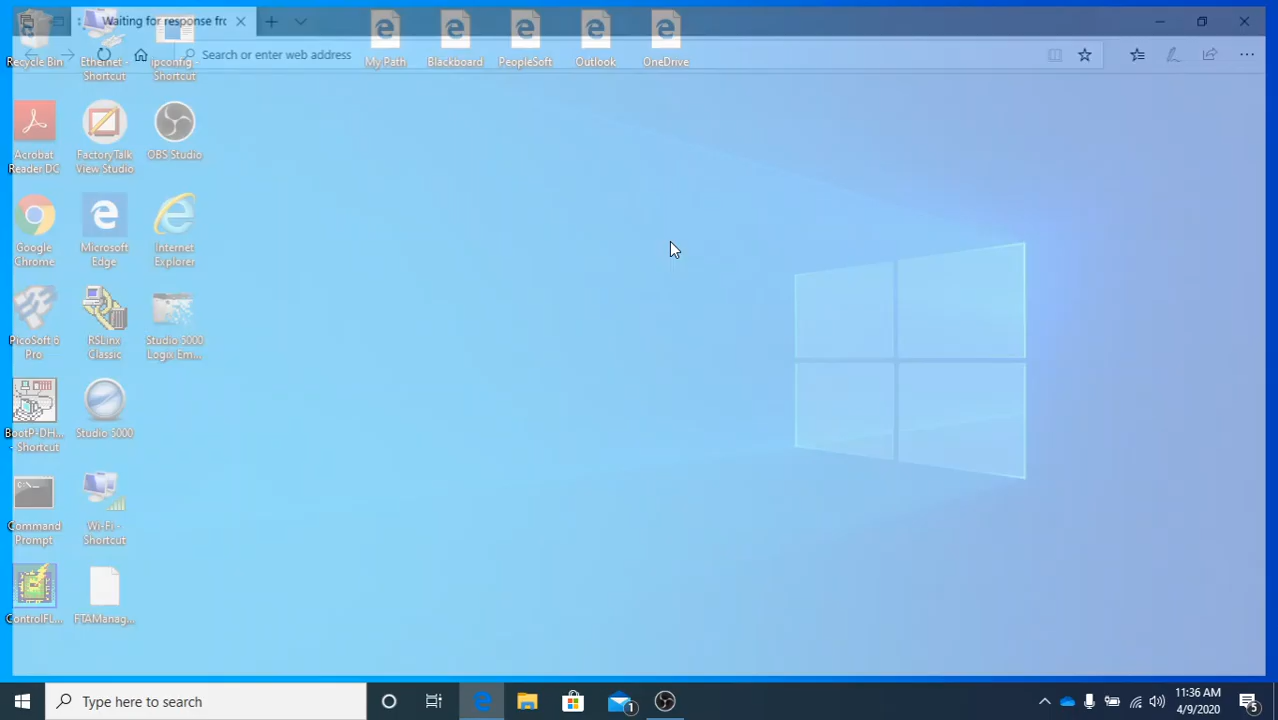 Waiting for response fro
Search or enter web address
Recycle Bin
Ethernet -
Shortcut
ipconfig -
Shortcut
My Path
Blackboard
PeopleSoft
Outlook
OneDrive
Acrobat
Reader DC
FactoryTalk
View Studio
OBS Studio
Google
Chrome
Microsoft
Edge
Internet
Explorer
PicoSoft 6
Pro
RSLinx
Classic
Studio 5000
Logix Em...
BootP-DH...
- Shortcut
Studio 5000
Command
Prompt
Wi-Fi -
Shortcut
ControlFL...
FTAManag...
Type here to search
1
11:36 AM
4/9/2020
5